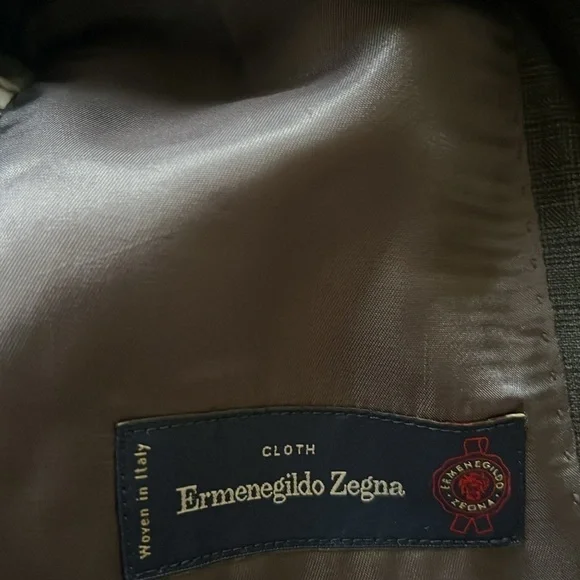 Woven in Italy
CLOTH
Ermenegildo Zegna
ERMENEGILDO
ZEGNA